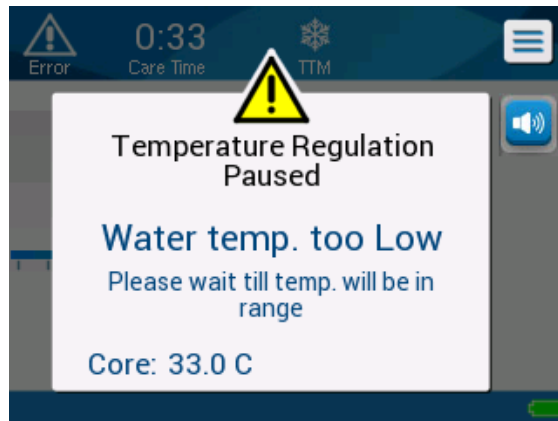 0:33
Error
Care Time
TTM
Temperature Regulation
Paused
Water temp. too Low
Please wait till temp. will be in
range
Core: 33.0 C